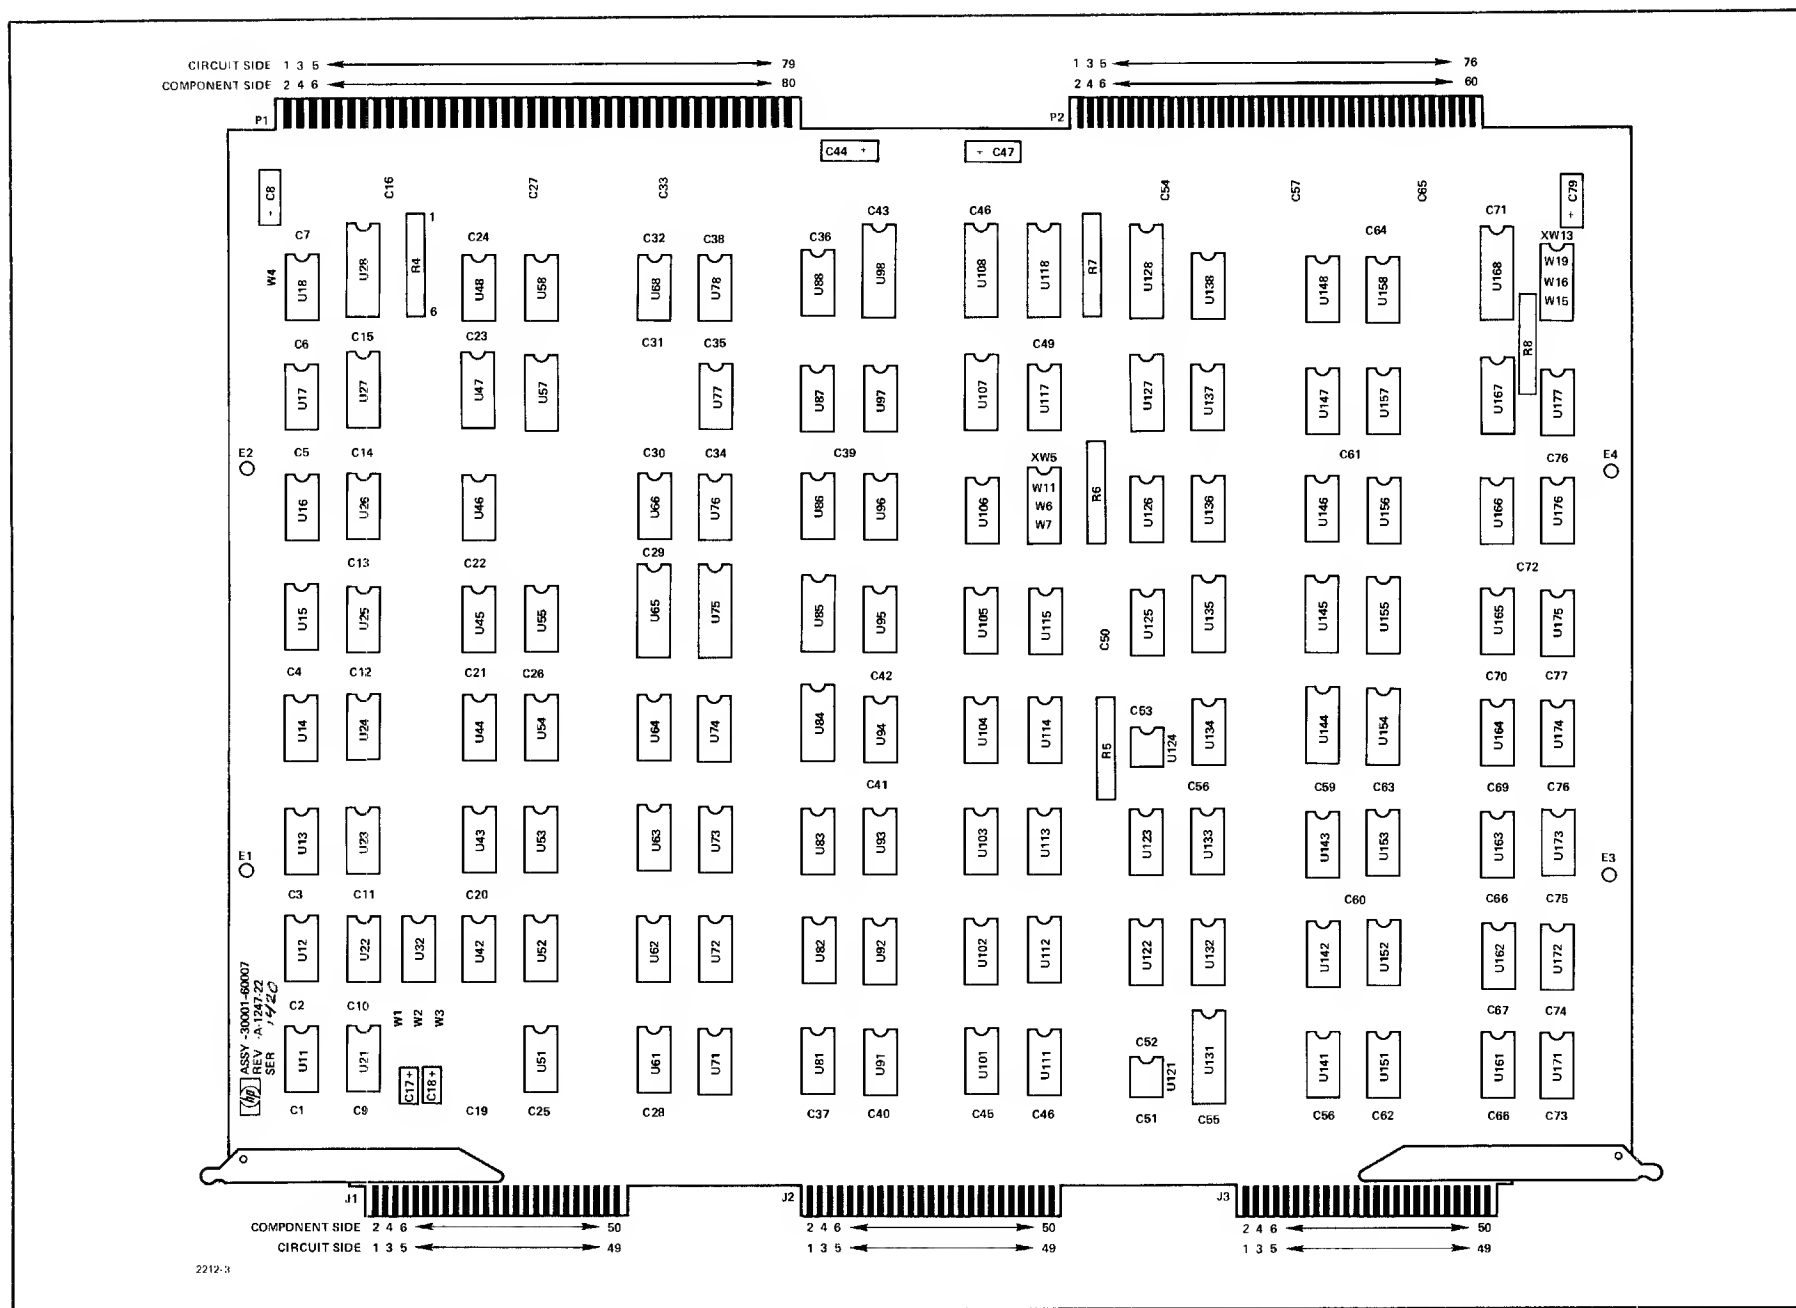 CIRCUIT SIDE 1 3 5 79 1 3 5 76
COMPONENT SIDE 2 4 6 80 2 4 6 60
P1 P2
C44 + + C47
+ C8 C16 C27 C33 C54 C57 C65 + C79
C7 C24 C32 C38 C36 C43 C46 C64 C71 XW13
W4 U18 U28 R4 1 6 U48 U58 U68 U78 U88 U98 U108 U118 R7 U128 U138 U148 U158 U168 W19 W16 W15
C6 C15 C23 C31 C35 C49 R8
U17 U27 U47 U57 U77 U87 U97 U107 U117 U127 U137 U147 U157 U167 U177
E2 C5 C14 C30 C34 C39 XW5 C61 C76 E4
U16 U26 U46 U66 U76 U86 U96 U106 W11 W6 W7 R6 U126 U136 U146 U156 U166 U176
C13 C22 C29 C72
U15 U25 U45 U55 U65 U75 U85 U95 U105 U115 C50 U125 U135 U145 U155 U165 U175
C4 C12 C21 C26 C42 C70 C77
U14 U24 U44 U54 U64 U74 U84 U94 U104 U114 R5 C53 U124 U134 U144 U154 U164 U174
C41 C56 C59 C63 C69 C76
E1 U13 U23 U43 U53 U63 U73 U83 U93 U103 U113 U123 U133 U143 U153 U163 U173 E3
C3 C11 C20 C60 C66 C75
U12 U22 U32 U42 U52 U62 U72 U82 U92 U102 U112 U122 U132 U142 U152 U162 U172
hp ASSY -30001-60007
REV -A-1247-22
SER 1420
C2 C10 W1 W2 W3 C67 C74
U11 U21 C17+ C18+ U51 U61 U71 U81 U91 U101 U111 C52 U121 U131 U141 U151 U161 U171
C1 C9 C19 C25 C28 C37 C40 C45 C46 C51 C55 C56 C62 C66 C73
J1 J2 J3
COMPONENT SIDE 2 4 6 50 2 4 6 50 2 4 6 50
CIRCUIT SIDE 1 3 5 49 1 3 5 49 1 3 5 49
2212-3